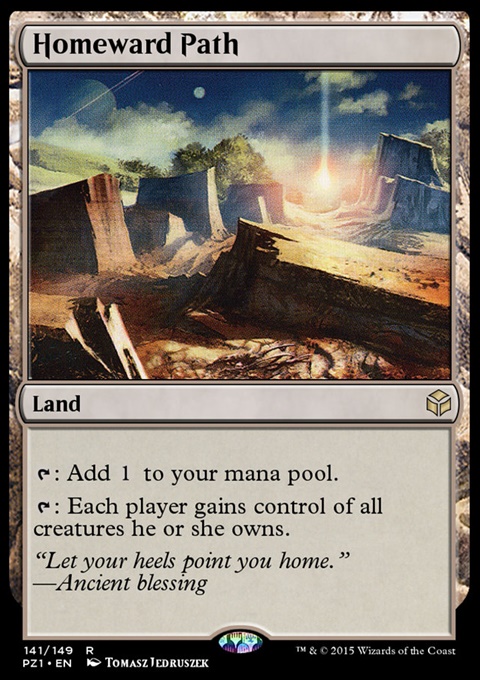 Homeward Path
Land
: Add 1 to your mana pool.
: Each player gains control of all
creatures he or she owns.
“Let your heels point you home.”
—Ancient blessing
141/149 R
PZ1 • EN Tomasz Jedruszek
™ & © 2015 Wizards of the Coast